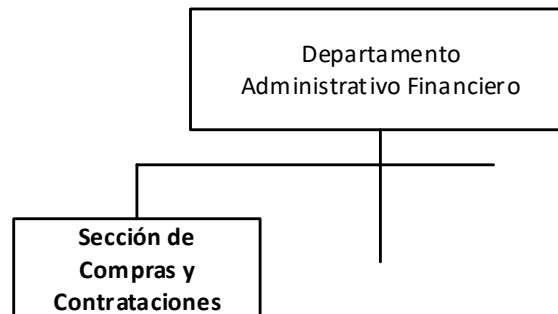 Departamento
Administrativo Financiero
Sección de
Compras y
Contrataciones